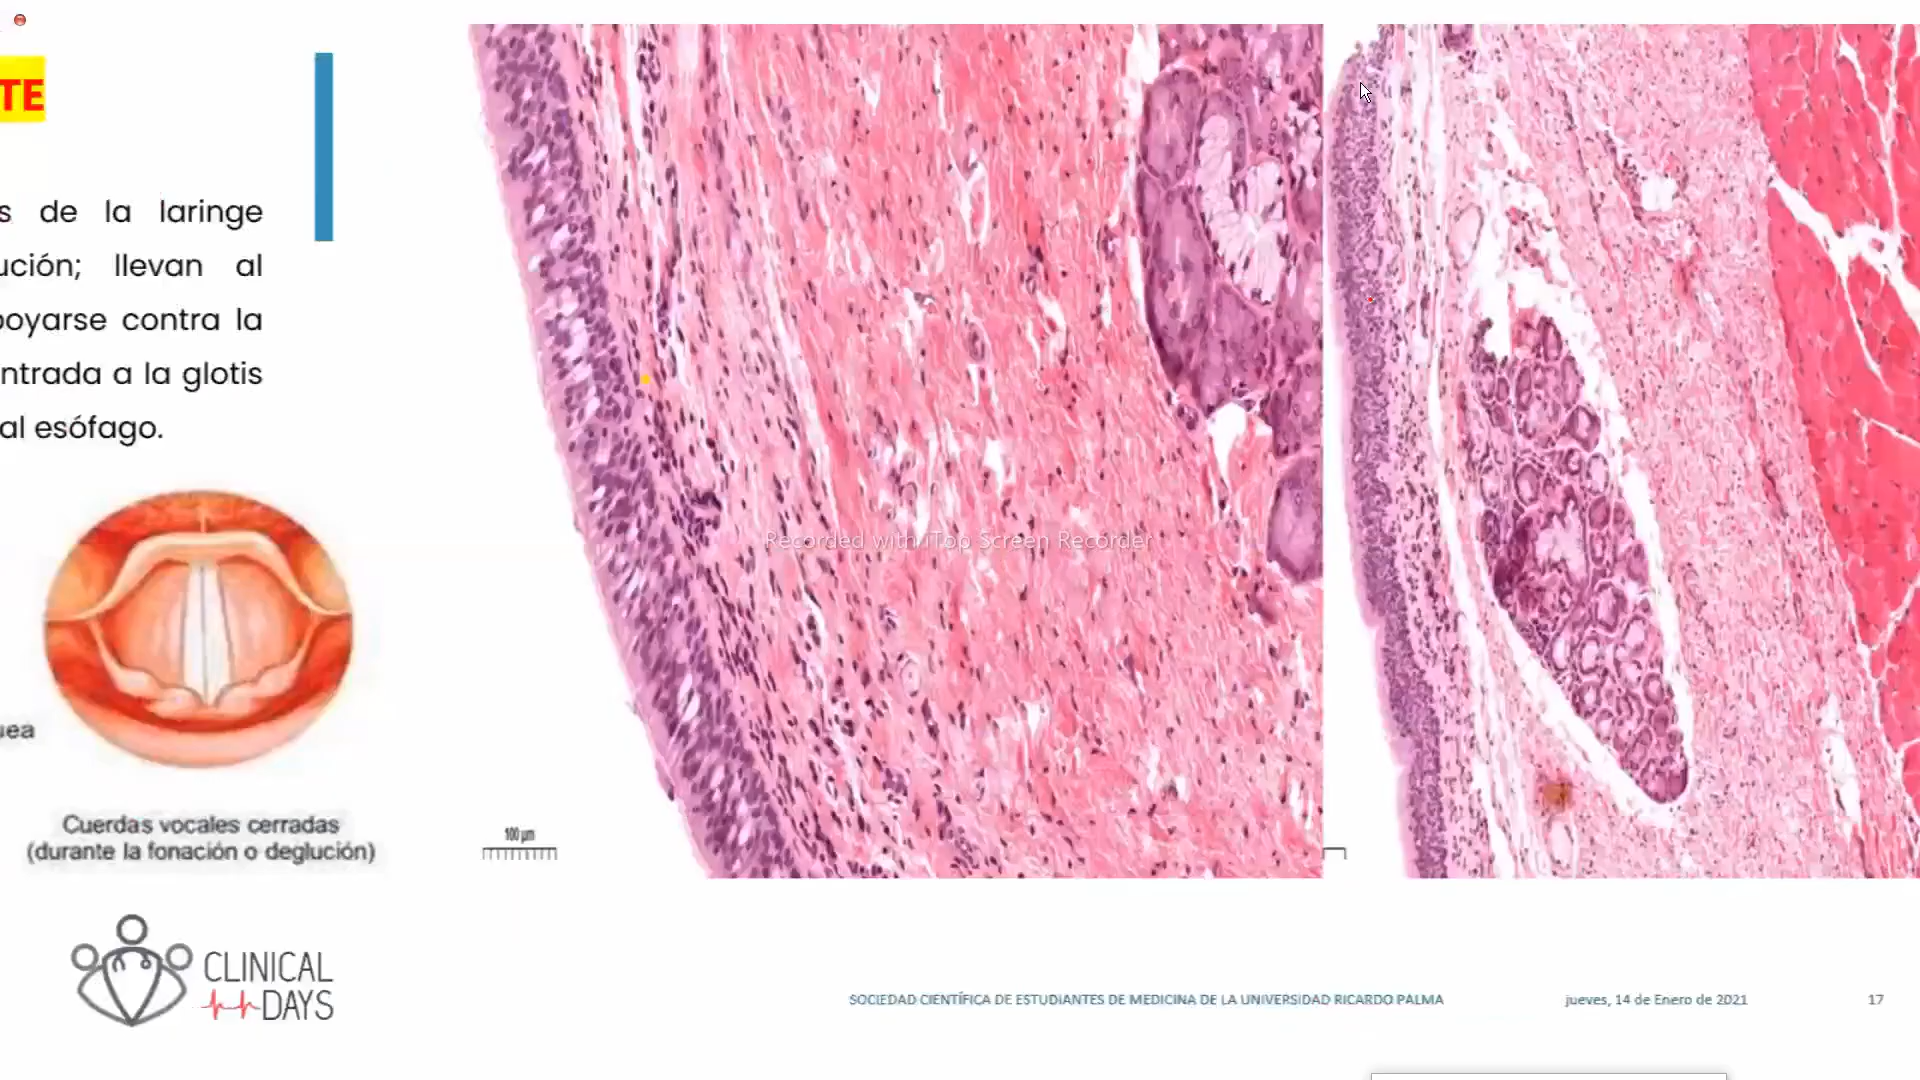 TE
s de la laringe
ución; llevan al
poyarse contra la
ntrada a la glotis
al esófago.
uea
Cuerdas vocales cerradas
(durante la fonación o deglución)
100 µm
Recorded with iTop Screen Recorder
CLINICAL
DAYS
SOCIEDAD CIENTÍFICA DE ESTUDIANTES DE MEDICINA DE LA UNIVERSIDAD RICARDO PALMA
jueves, 14 de Enero de 2021
17